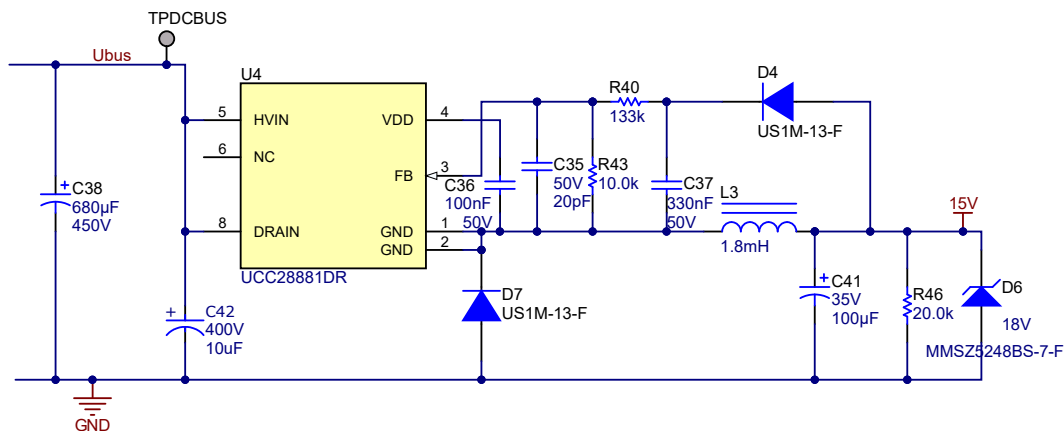 TPDCBUS
Ubus
U4
5
HVIN
6
NC
8
DRAIN
VDD
4
FB
3
GND
1
GND
2
UCC28881DR
C38
680µF
450V
C42
400V
10uF
C36
100nF
50V
C35
50V
20pF
R43
10.0k
R40
133k
C37
330nF
50V
D4
US1M-13-F
L3
1.8mH
D7
US1M-13-F
C41
35V
100µF
R46
20.0k
15V
D6
18V
MMSZ5248BS-7-F
GND